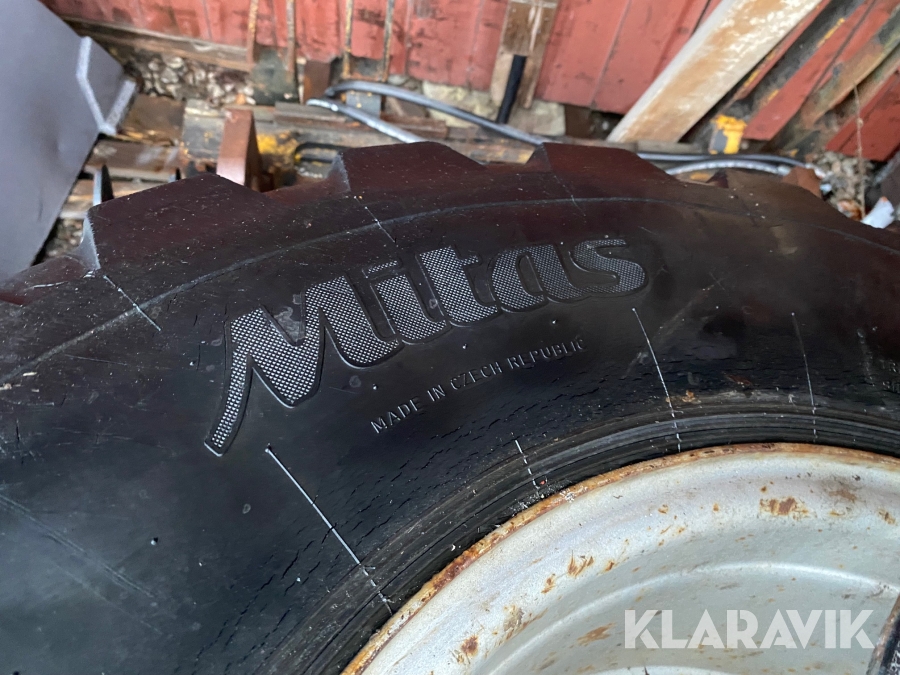 Mitas
MADE IN CZECH REPUBLIC
KLARAVIK